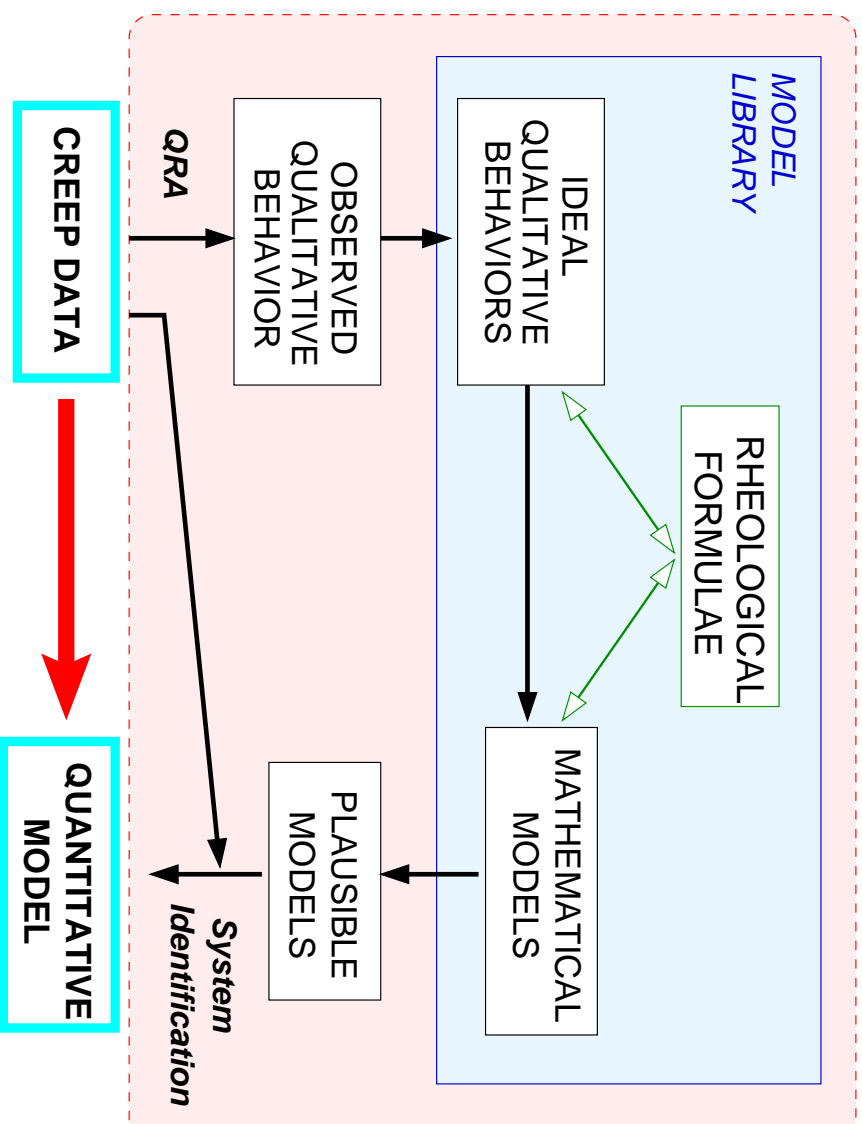 MODEL
LIBRARY
RHEOLOGICAL
FORMULAE
IDEAL
QUALITATIVE
BEHAVIORS
MATHEMATICAL
MODELS
OBSERVED
QUALITATIVE
BEHAVIOR
PLAUSIBLE
MODELS
QRA
System
Identification
CREEP DATA
QUANTITATIVE
MODEL